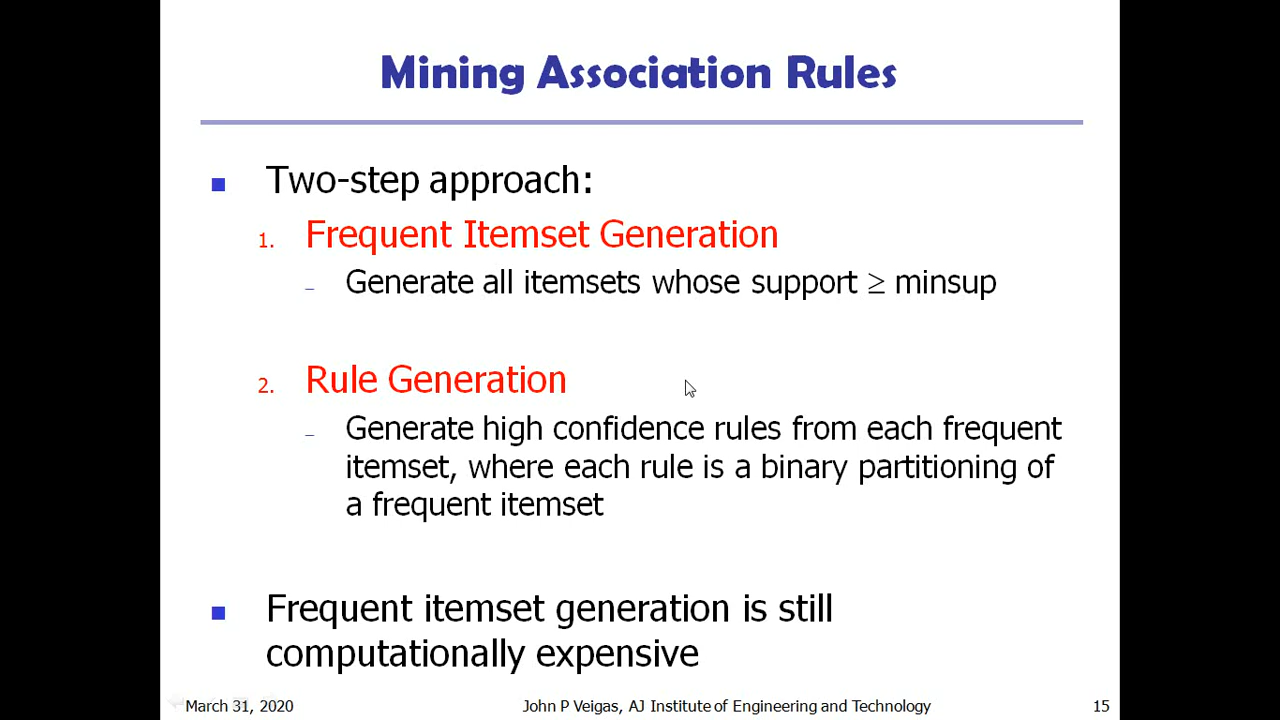 Mining Association Rules
Two-step approach:
1. Frequent Itemset Generation
– Generate all itemsets whose support ≥ minsup
2. Rule Generation
– Generate high confidence rules from each frequent
itemset, where each rule is a binary partitioning of
a frequent itemset
Frequent itemset generation is still
computationally expensive
March 31, 2020 John P Veigas, AJ Institute of Engineering and Technology 15